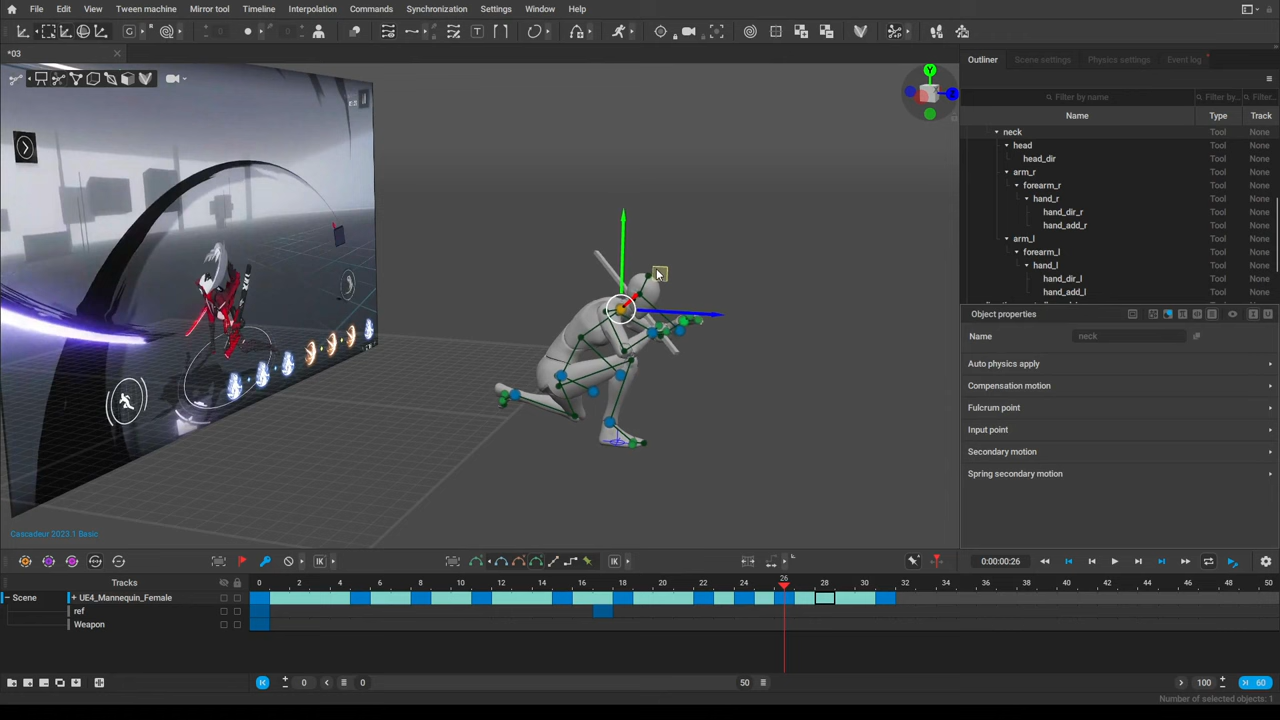 File Edit View Tween machine Mirror tool Timeline Interpolation Commands Synchronization Settings Window Help
*03
Outliner Scene settings Physics settings Event log
Filter by name Filter by... Filter...
Name Type Track
neck Tool None
head Tool None
head_dir Tool None
arm_r Tool None
forearm_r Tool None
hand_r Tool None
hand_dir_r Tool None
hand_add_r Tool None
arm_l Tool None
forearm_l Tool None
hand_l Tool None
hand_dir_l Tool None
hand_add_l Tool None
Object properties
Name neck
Auto physics apply
Compensation motion
Fulcrum point
Input point
Secondary motion
Spring secondary motion
Y
Cascadeur 2023.1 Basic
IK IK 0:00:00:26
Tracks 0 2 4 6 8 10 12 14 16 18 20 22 24 26 28 30 32 34 36 38 40 42 44 46 48 50
Scene + UE4_Mannequin_Female
ref
Weapon
0 0 50 100 60
Number of selected objects: 1